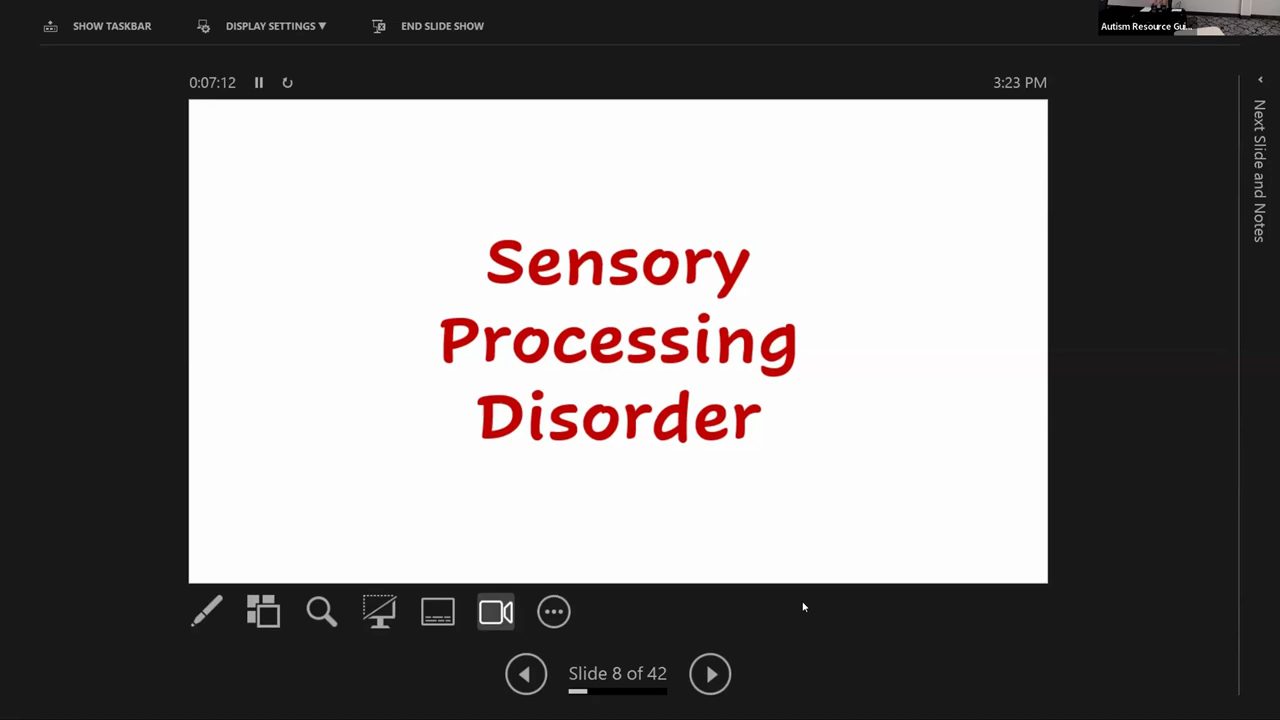 SHOW TASKBAR
DISPLAY SETTINGS ▼
END SLIDE SHOW
Autism Resource Gui...
0:07:12
3:23 PM
Sensory
Processing
Disorder
Next Slide and Notes
Slide 8 of 42